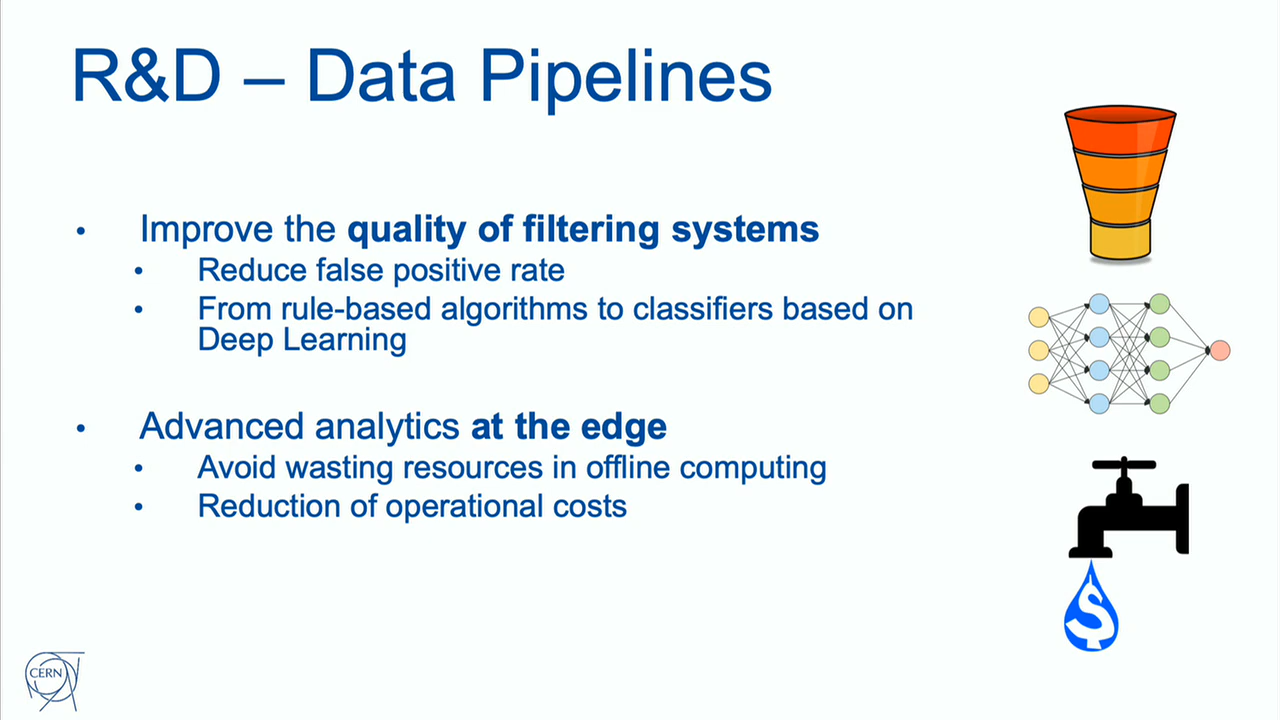 R&D – Data Pipelines
• Improve the quality of filtering systems
• Reduce false positive rate
• From rule-based algorithms to classifiers based on
Deep Learning
• Advanced analytics at the edge
• Avoid wasting resources in offline computing
• Reduction of operational costs
$
CERN